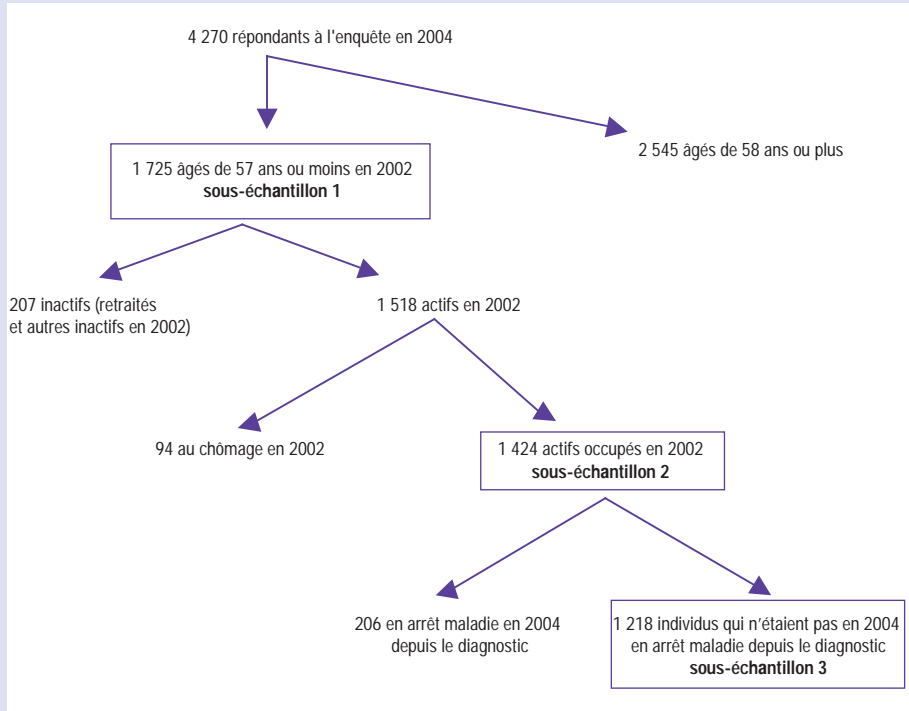 4 270 répondants à l'enquête en 2004
1 725 âgés de 57 ans ou moins en 2002
sous-échantillon 1
2 545 âgés de 58 ans ou plus
207 inactifs (retraités
et autres inactifs en 2002)
1 518 actifs en 2002
94 au chômage en 2002
1 424 actifs occupés en 2002
sous-échantillon 2
206 en arrêt maladie en 2004
depuis le diagnostic
1 218 individus qui n’étaient pas en 2004
en arrêt maladie depuis le diagnostic
sous-échantillon 3